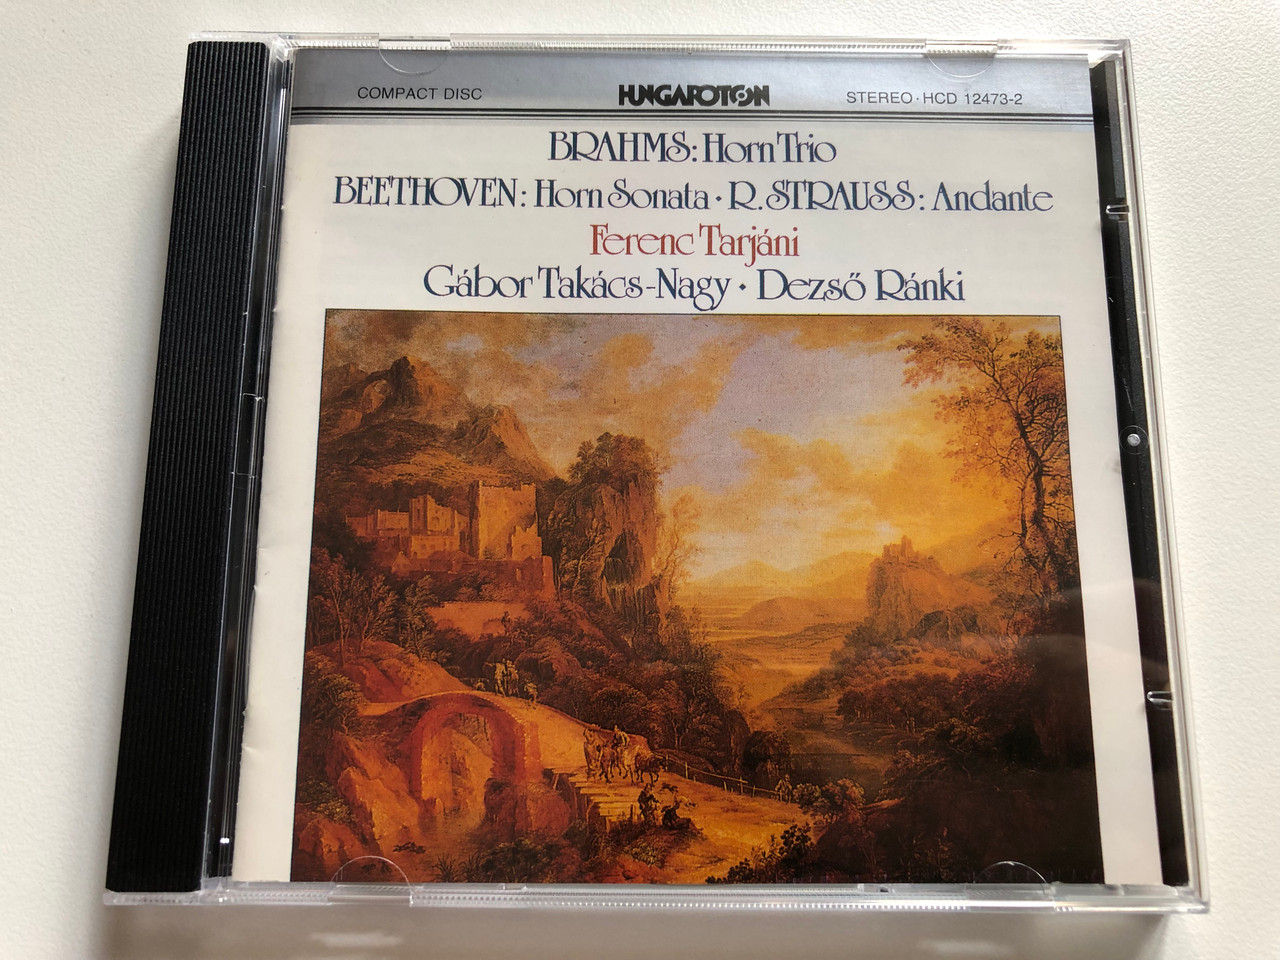 COMPACT DISC HUNGAROTON STEREO · HCD 12473-2
BRAHMS: Horn Trio
BEETHOVEN: Horn Sonata · R. STRAUSS: Andante
Ferenc Tarjáni
Gábor Takács-Nagy · Dezső Ránki